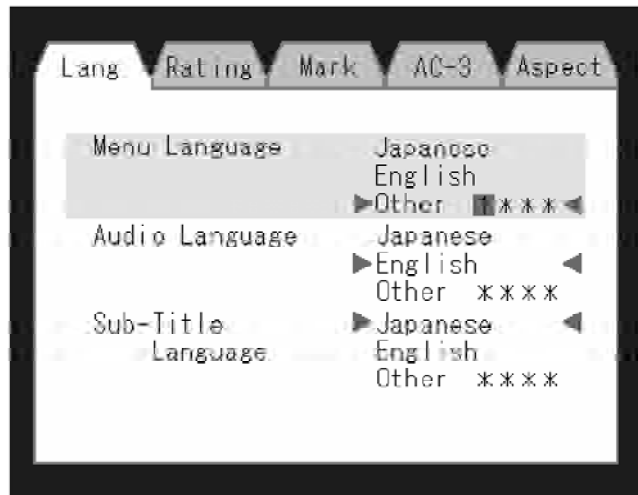 Lang Rating Mark AC-3 Aspect
Menu Language Japanese
English
▶Other 1***◀
Audio Language Japanese
▶English ◀
Other ****
Sub-Title ▶Japanese ◀
Language English
Other ****